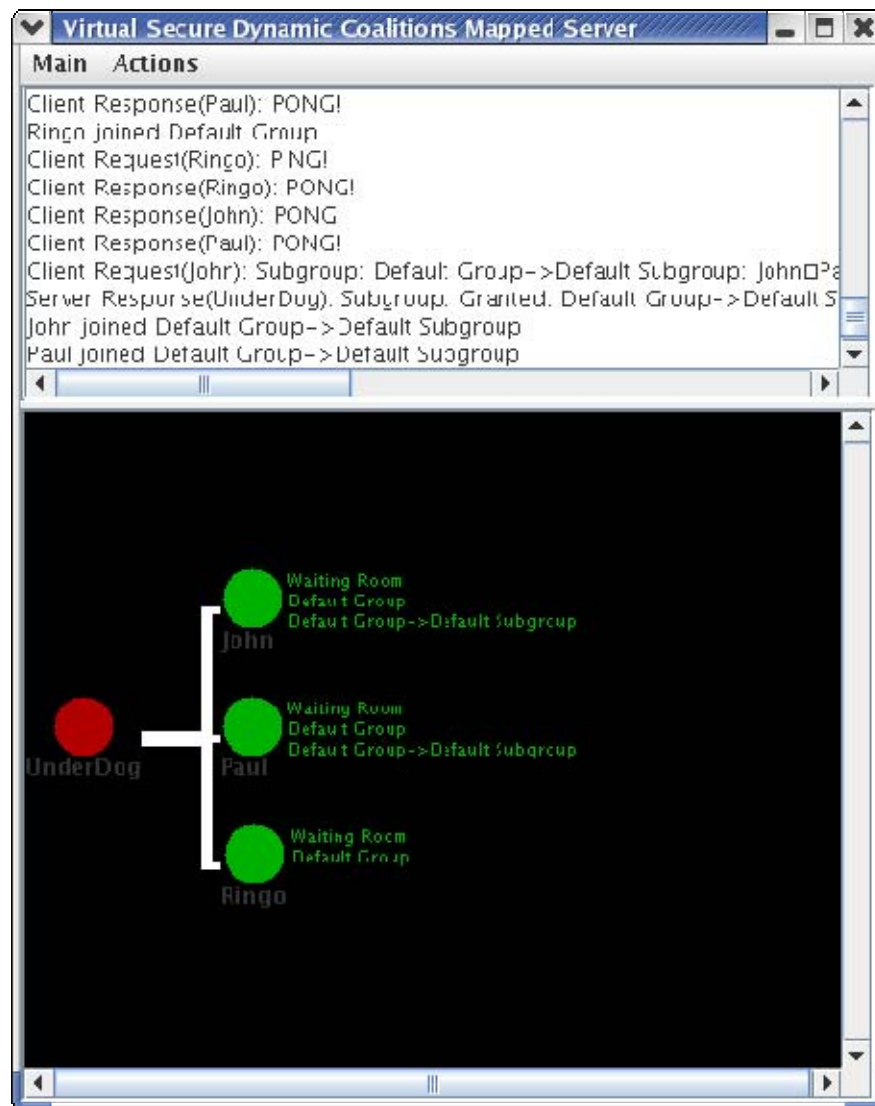 Virtual Secure Dynamic Coalitions Mapped Server
Main Actions
Client Response(Paul): PONG!
Ringo joined Default Group
Client Request(Ringo): PING!
Client Response(Ringo): PONG!
Client Response(John): PONG
Client Response(Paul): PONG!
Client Request(John): Subgroup: Default Group->Default Subgroup: John□Pa
Server Response(UnderDog): Subgroup: Granted: Default Group->Default S
John joined Default Group->Default Subgroup
Paul joined Default Group->Default Subgroup
Waiting Room
Default Group
Default Group->Default Subgroup
John
Waiting Room
Default Group
Default Group->Default Subgroup
UnderDog
Paul
Waiting Room
Default Group
Ringo